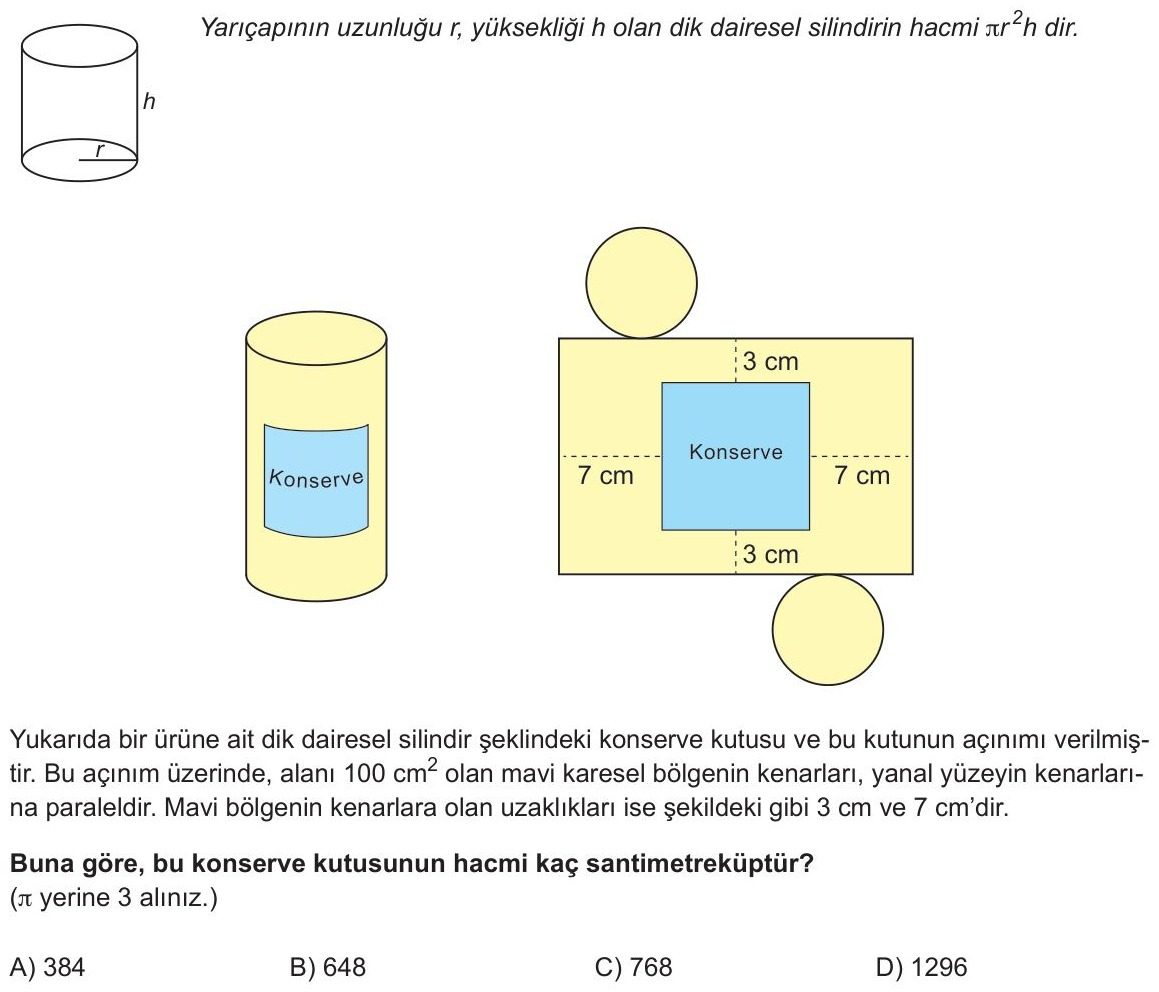 Yarıçapının uzunluğu r, yüksekliği h olan dik dairesel silindirin hacmi πr²h dir.
h
r
3 cm
Konserve
7 cm
7 cm
Konserve
3 cm
Yukarıda bir ürüne ait dik dairesel silindir şeklindeki konserve kutusu ve bu kutunun açınımı verilmiş-
tir. Bu açınım üzerinde, alanı 100 cm² olan mavi karesel bölgenin kenarları, yanal yüzeyin kenarları-
na paraleldir. Mavi bölgenin kenarlara olan uzaklıkları ise şekildeki gibi 3 cm ve 7 cm’dir.
Buna göre, bu konserve kutusunun hacmi kaç santimetreküptür?
(π yerine 3 alınız.)
A) 384 B) 648 C) 768 D) 1296